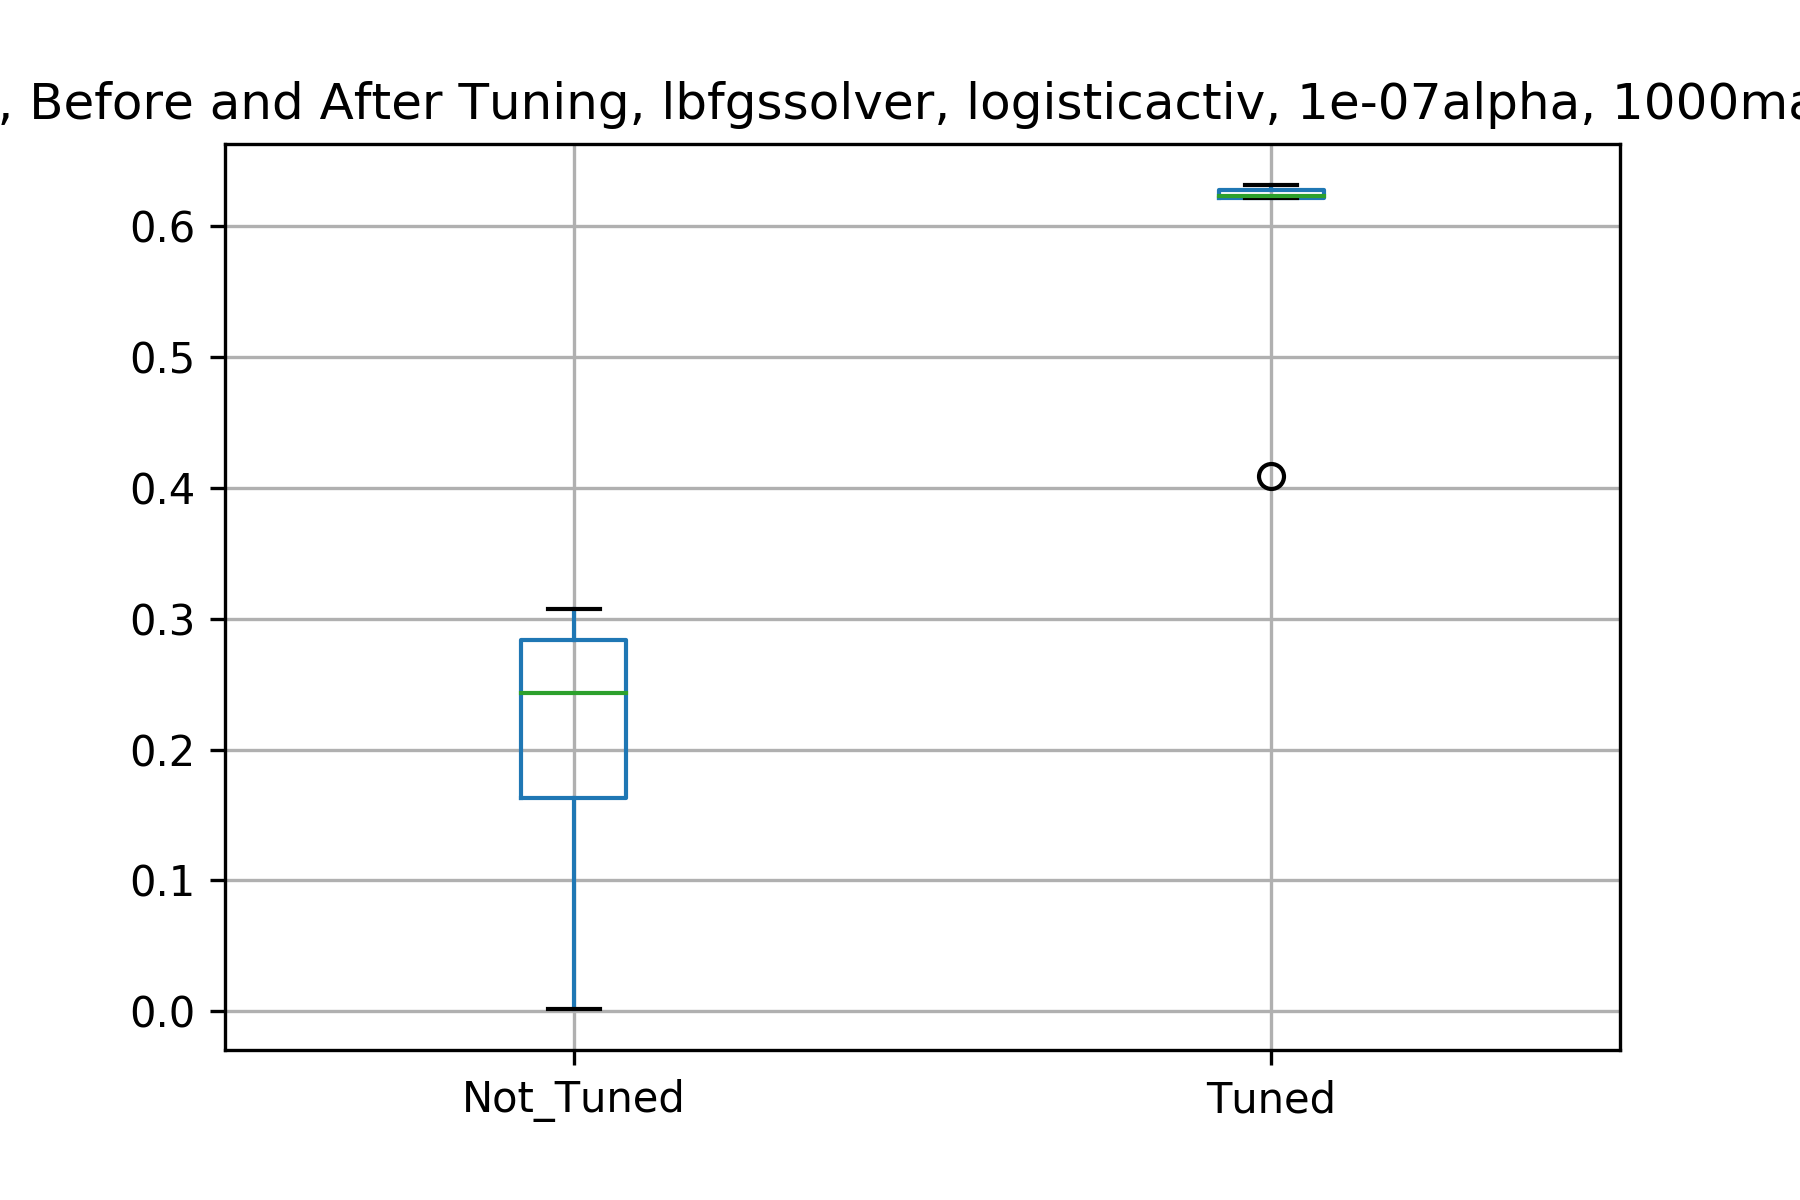 , Before and After Tuning, lbfgssolver, logisticactiv, 1e-07alpha, 1000ma
0.6
0.5
0.4
0.3
0.2
0.1
0.0
Not_Tuned
Tuned